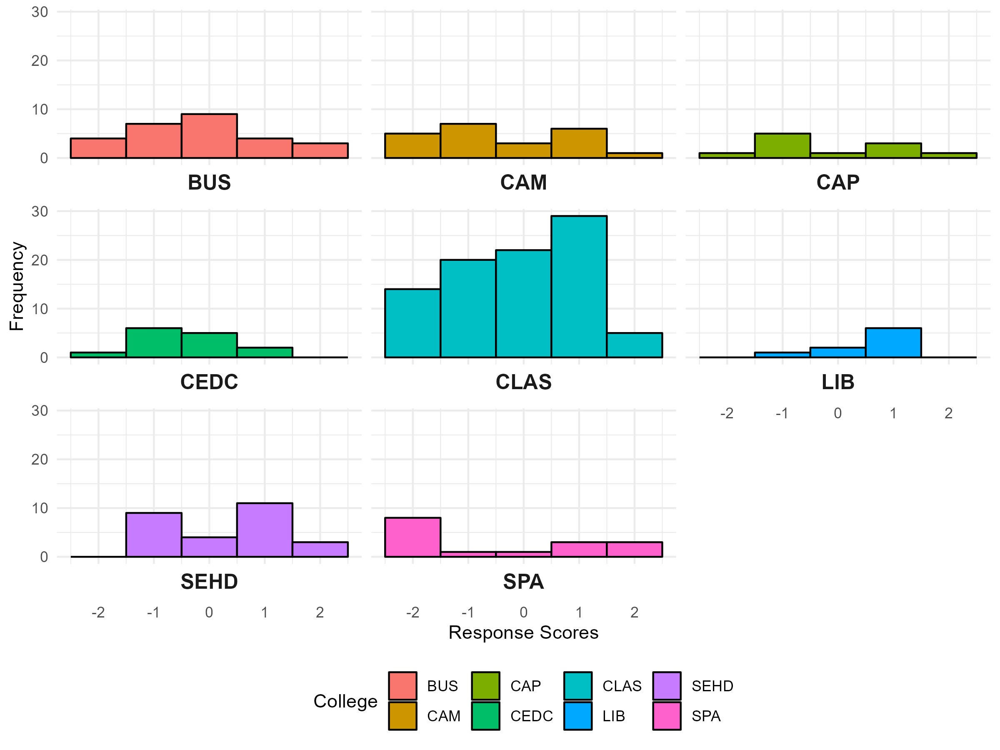 30
20
10
0
BUS
CAM
CAP
30
20
10
0
CEDC
CLAS
LIB
-2 -1 0 1 2
30
20
10
0
SEHD
SPA
-2 -1 0 1 2
-2 -1 0 1 2
Frequency
Response Scores
College
BUS CAP CLAS SEHD
CAM CEDC LIB SPA